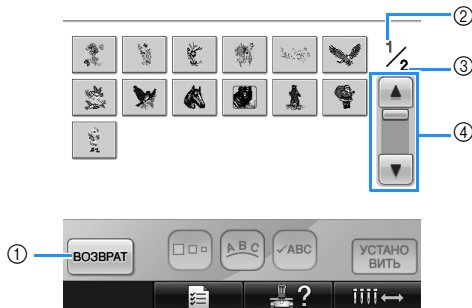 ②
1/2
③
④
①
ВОЗВРАТ
ABC
✓ABC
УСТАНО
ВИТЬ
?